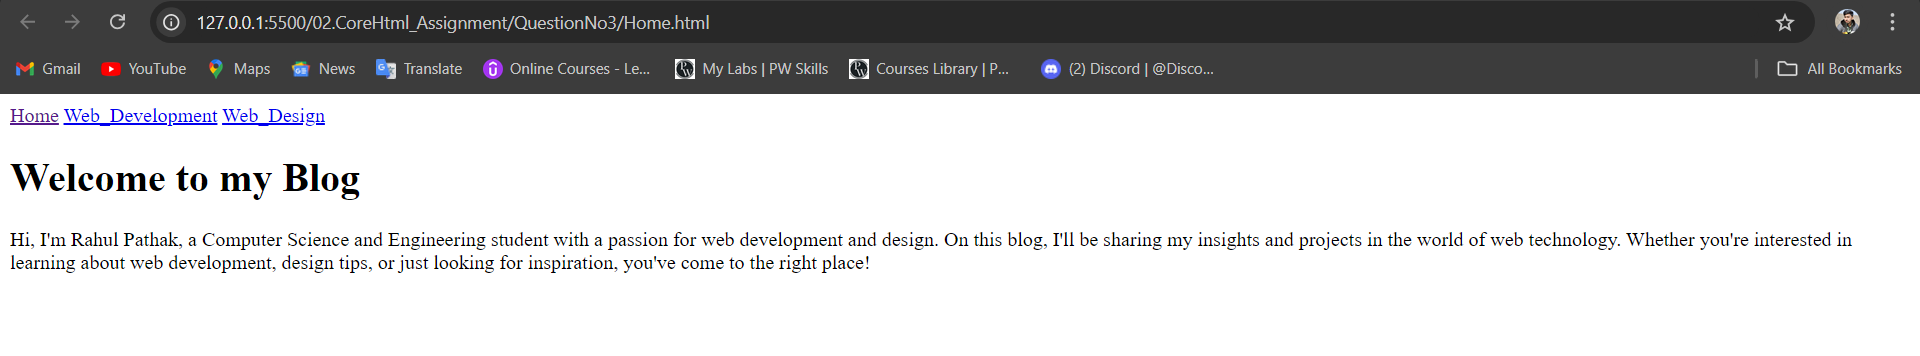 127.0.0.1:5500/02.CoreHtml_Assignment/QuestionNo3/Home.html
Gmail YouTube Maps News Translate Online Courses - Le... My Labs | PW Skills Courses Library | P... (2) Discord | @Disco... All Bookmarks
Home Web_Development Web_Design
Welcome to my Blog
Hi, I'm Rahul Pathak, a Computer Science and Engineering student with a passion for web development and design. On this blog, I'll be sharing my insights and projects in the world of web technology. Whether you're interested in
learning about web development, design tips, or just looking for inspiration, you've come to the right place!